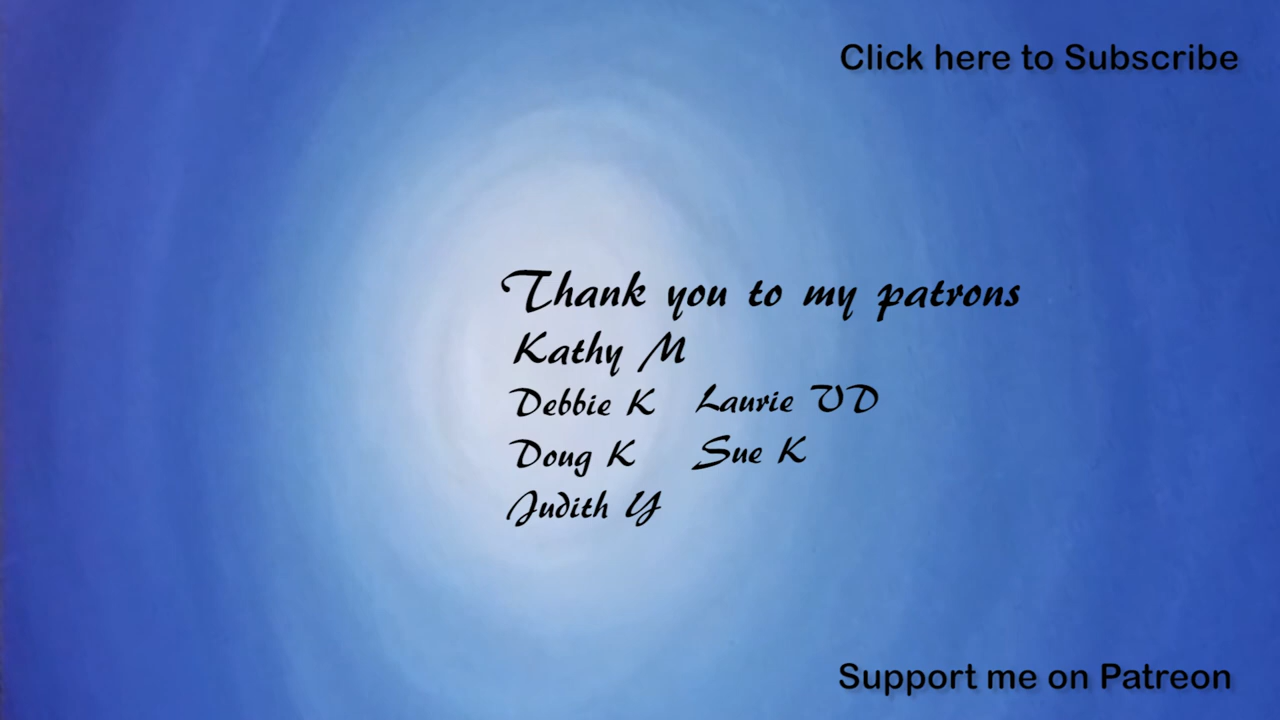 Click here to Subscribe
Thank you to my patrons
Kathy M
Debbie K Laurie VD
Doug K Sue K
Judith Y
Support me on Patreon